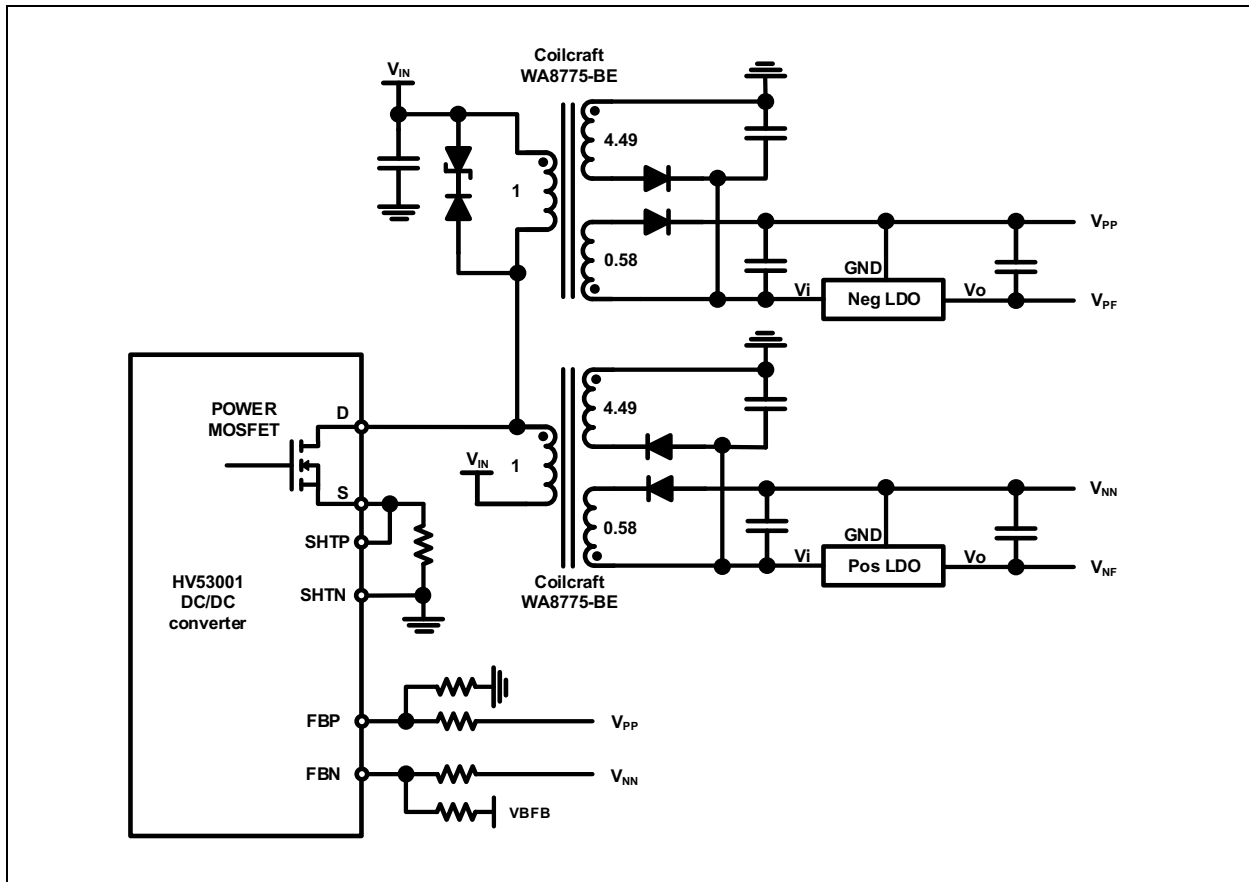 Coilcraft
WA8775-BE
VIN
4.49
1
0.58
VPP
GND
Vi
Neg LDO
Vo
VPF
POWER
MOSFET
D
4.49
VIN
1
S
0.58
VNN
GND
SHTP
Vi
Pos LDO
Vo
VNF
Coilcraft
WA8775-BE
SHTN
HV53001
DC/DC
converter
FBP
VPP
FBN
VNN
VBFB